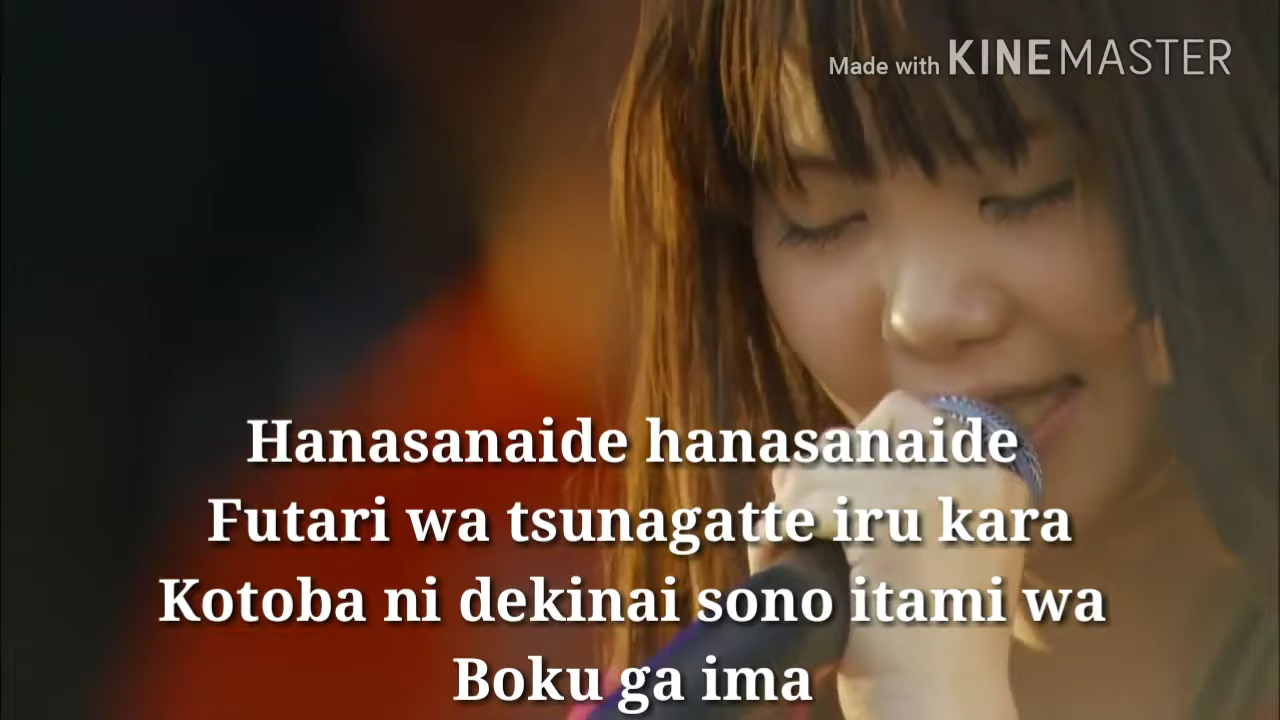 Made with KINEMASTER
Hanasanaide hanasanaide
Futari wa tsunagatte iru kara
Kotoba ni dekinai sono itami wa
Boku ga ima